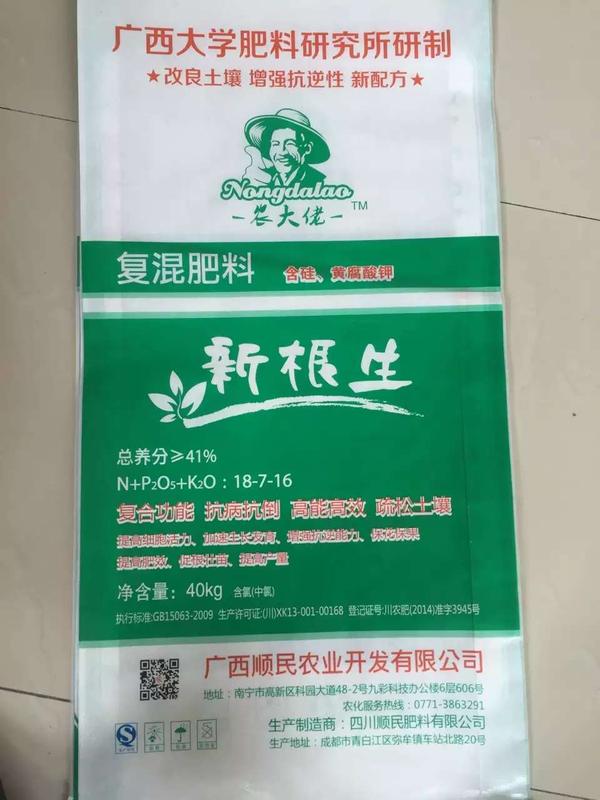 广西大学肥料研究所研制
★改良土壤 增强抗逆性 新配方★
Nongdalao
TM
-农大佬-
复混肥料 含硅、黄腐酸钾
新根生
总养分≥41%
N+P₂O₅+K₂O：18-7-16
复合功能 抗病抗倒 高能高效 疏松土壤
提高细胞活力、加速生长发育、增强抗逆能力、保花保果
提高肥效、促根壮苗、提高产量
净含量：40kg 含氯(中氯)
执行标准:GB15063-2009 生产许可证:(川)XK13-001-00168 登记证号:川农肥(2014)准字3945号
广西顺民农业开发有限公司
地址：南宁市高新区科园大道48-2号九彩科技办公楼6层606号
农化服务热线：0771-3863291
生产制造商：四川顺民肥料有限公司
生产地址：成都市青白江区弥牟镇车站北路20号